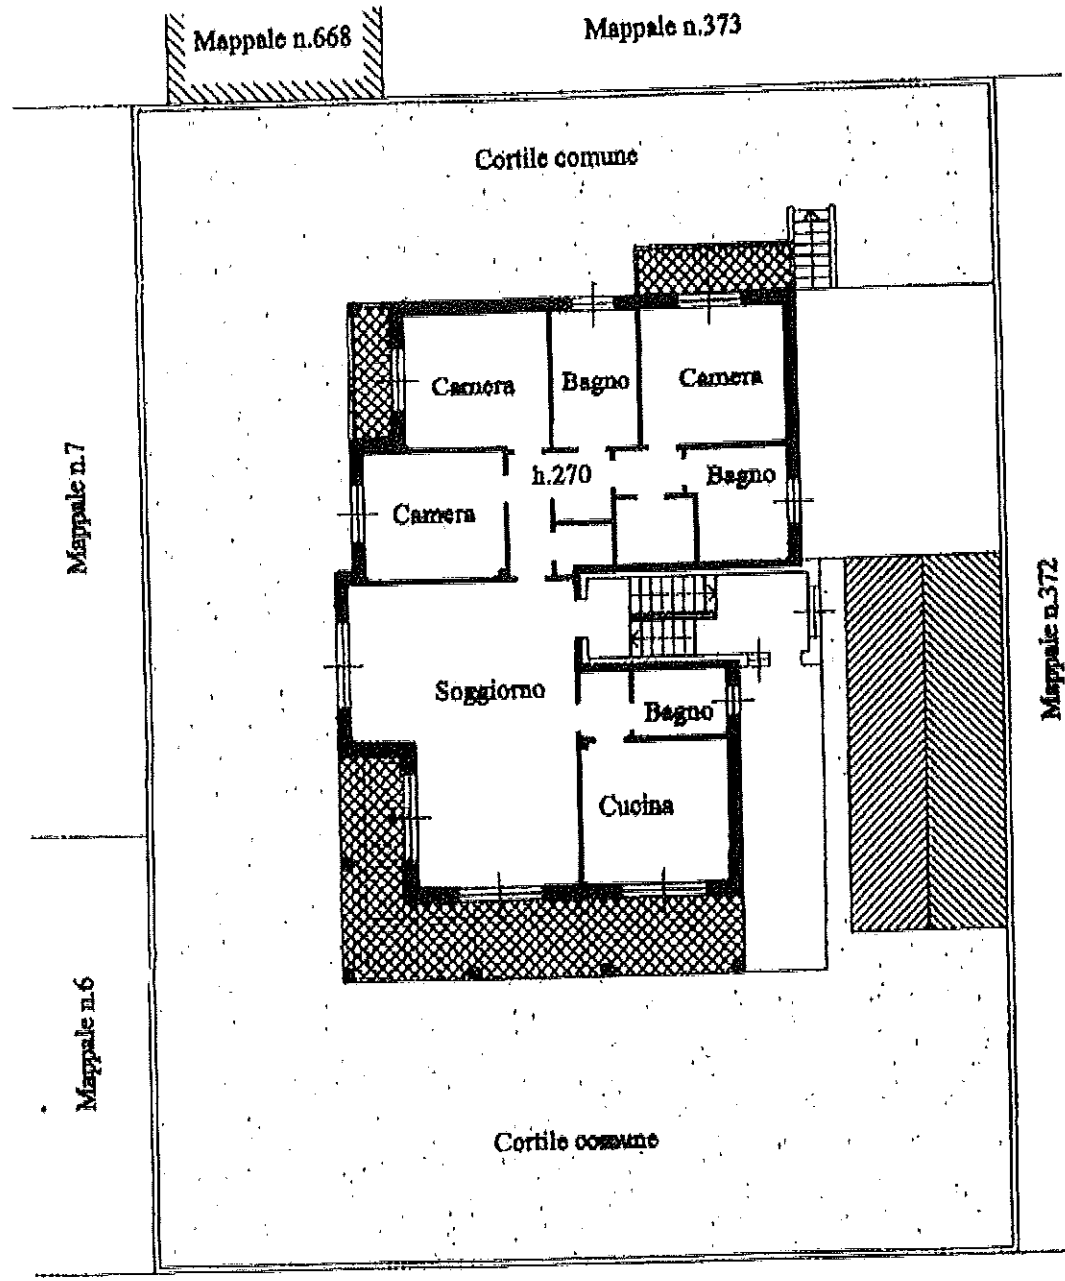 Mappale n.668
Mappale n.373
Cortile comune
Camera
Bagno
Camera
h.270
Bagno
Camera
Mappale n.7
Mappale n.372
Soggiorno
Bagno
Cucina
Mappale n.6
Cortile comune